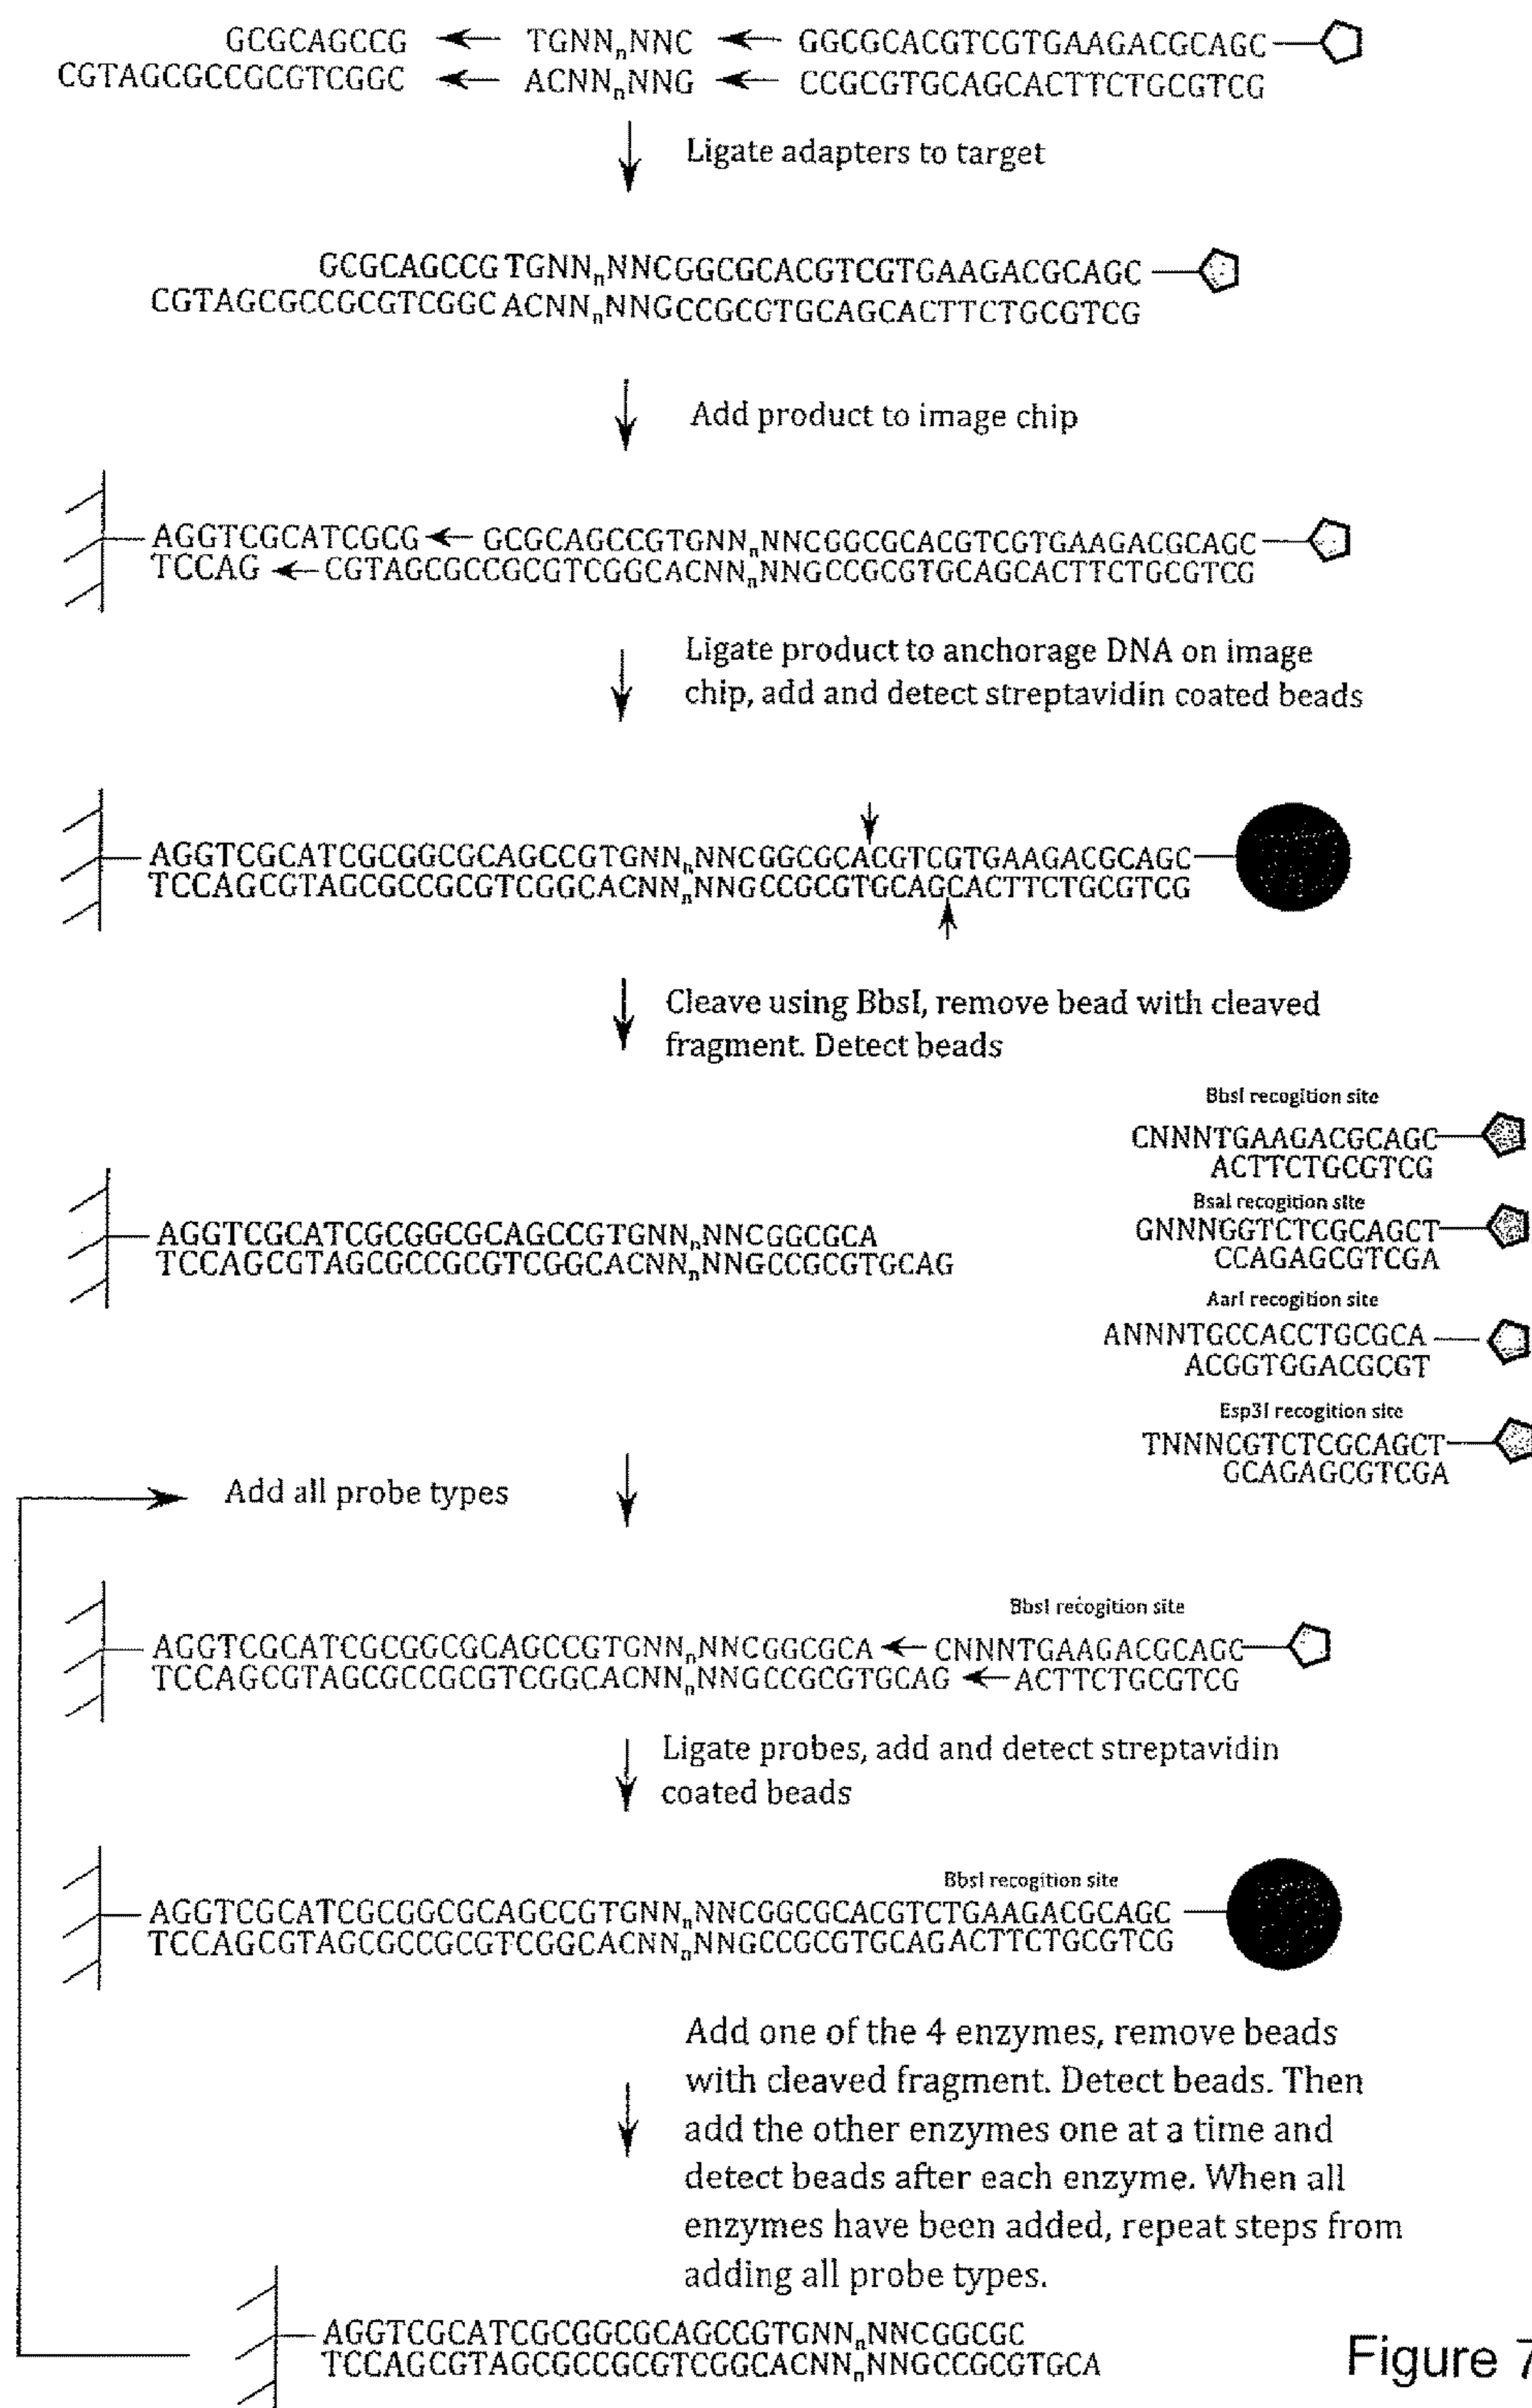 GCGCAGCCG TGNNnNNC GGCGCACGTCGTGAAGACGCAGC
CGTAGCGCCGCGTCGGC ACNNnNNG CCGCGTGCAGCACTTCTGCGTCG
Ligate adapters to target
GCGCAGCCG TGNNnNNCGGCGCACGTCGTGAAGACGCAGC
CGTAGCGCCGCGTCGGC ACNNnNNGCCGCGTGCAGCACTTCTGCGTCG
Add product to image chip
AGGTCGCATCGCG GCGCAGCCGTGNNnNNCGGCGCACGTCGTGAAGACGCAGC
TCCAG CGTAGCGCCGCGTCGGCACNNnNNGCCGCGTGCAGCACTTCTGCGTCG
Ligate product to anchorage DNA on image
chip, add and detect streptavidin coated beads
AGGTCGCATCGCGGCGCAGCCGTGNNnNNCGGCGCACGTCGTGAAGACGCAGC
TCCAGCGTAGCGCCGCGTCGGCACNNnNNGCCGCGTGCAGCACTTCTGCGTCG
Cleave using BbsI, remove bead with cleaved
fragment. Detect beads
BbsI recogition site
CNNNTGAAGACGCAGC
ACTTCTGCGTCG
BsaI recogition site
GNNNGGTCTCGCAGCT
CCAGAGCGTCGA
AarI recogition site
ANNNTGCCACCTGCGCA
ACGGTGGACGCGT
Esp3I recogition site
TNNNCGTCTCGCAGCT
GCAGAGCGTCGA
AGGTCGCATCGCGGCGCAGCCGTGNNnNNCGGCGCA
TCCAGCGTAGCGCCGCGTCGGCACNNnNNGCCGCGTGCAG
Add all probe types
BbsI recogition site
AGGTCGCATCGCGGCGCAGCCGTGNNnNNCGGCGCA CNNNTGAAGACGCAGC
TCCAGCGTAGCGCCGCGTCGGCACNNnNNGCCGCGTGCAG ACTTCTGCGTCG
Ligate probes, add and detect streptavidin
coated beads
BbsI recogition site
AGGTCGCATCGCGGCGCAGCCGTGNNnNNCGGCGCACGTCTGAAGACGCAGC
TCCAGCGTAGCGCCGCGTCGGCACNNnNNGCCGCGTGCAGACTTCTGCGTCG
Add one of the 4 enzymes, remove beads
with cleaved fragment. Detect beads. Then
add the other enzymes one at a time and
detect beads after each enzyme. When all
enzymes have been added, repeat steps from
adding all probe types.
AGGTCGCATCGCGGCGCAGCCGTGNNnNNCGGCGC
TCCAGCGTAGCGCCGCGTCGGCACNNnNNGCCGCGTGCA
Figure 7